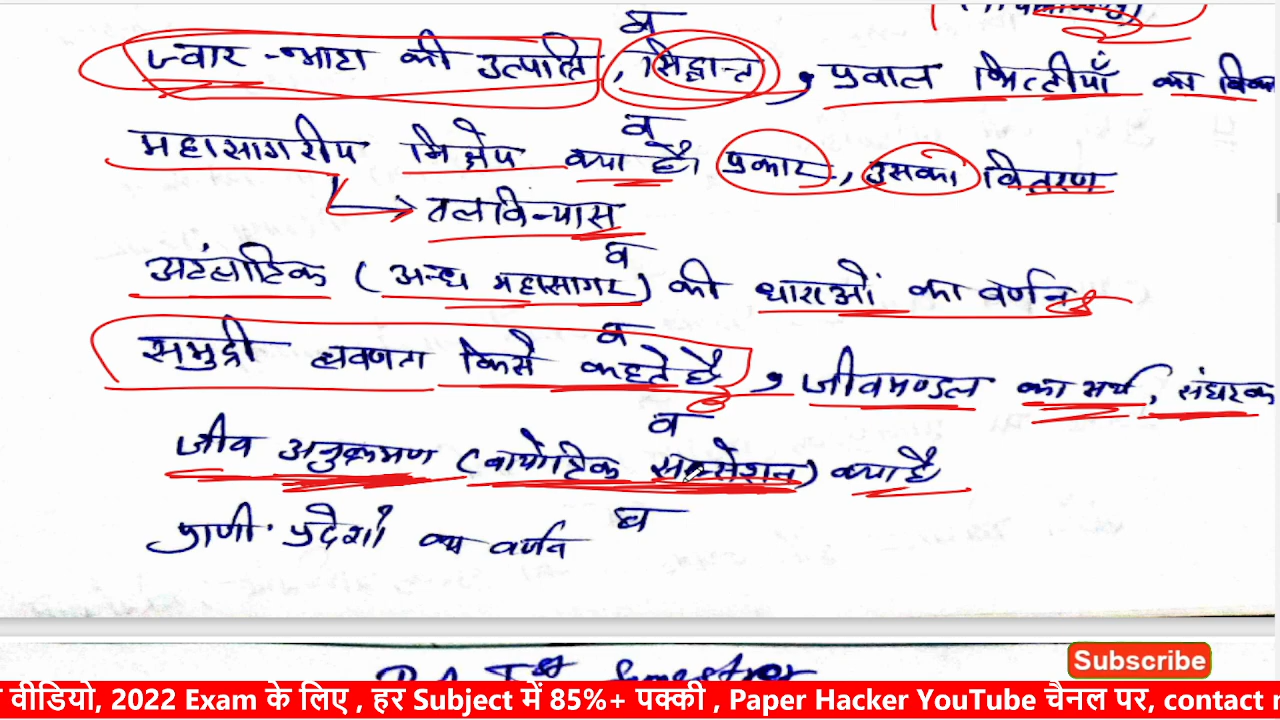 व
ज्वार-भाटा की उत्पत्ति, सिद्धान्त, प्रवाल भित्तीयाँ का
व
महासागरीय निक्षेप क्या है। प्रकार, उसका वितरण
→ तलविन्यास
व
अटंलाटिक (अन्ध महासागर) की धाराओं का वर्णन
व
समुद्री लवणता किसे कहते है, जीवमण्डल का अर्थ, संघटक
व
जीव अनुक्रमण (बायोटिक सक्सेशन) क्या है
व
प्राणी प्रदेशों का वर्णन
Semester
Subscribe
वीडियो, 2022 Exam के लिए , हर Subject में 85%+ पक्की , Paper Hacker YouTube चैनल पर, contact